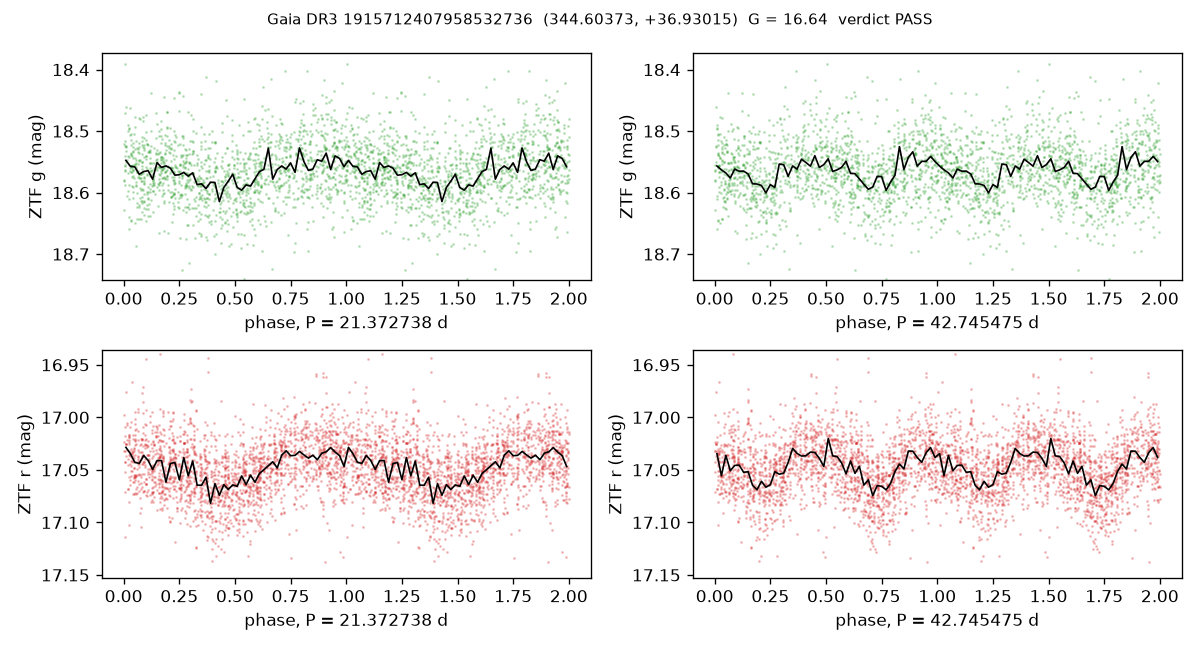 Gaia DR3 1915712407958532736 (344.60373, +36.93015) G = 16.64 verdict PASS
ZTF g (mag)
18.4
18.5
18.6
18.7
0.00 0.25 0.50 0.75 1.00 1.25 1.50 1.75 2.00
phase, P = 21.372738 d
ZTF g (mag)
18.4
18.5
18.6
18.7
0.00 0.25 0.50 0.75 1.00 1.25 1.50 1.75 2.00
phase, P = 42.745475 d
ZTF r (mag)
16.95
17.00
17.05
17.10
17.15
0.00 0.25 0.50 0.75 1.00 1.25 1.50 1.75 2.00
phase, P = 21.372738 d
ZTF r (mag)
16.95
17.00
17.05
17.10
17.15
0.00 0.25 0.50 0.75 1.00 1.25 1.50 1.75 2.00
phase, P = 42.745475 d